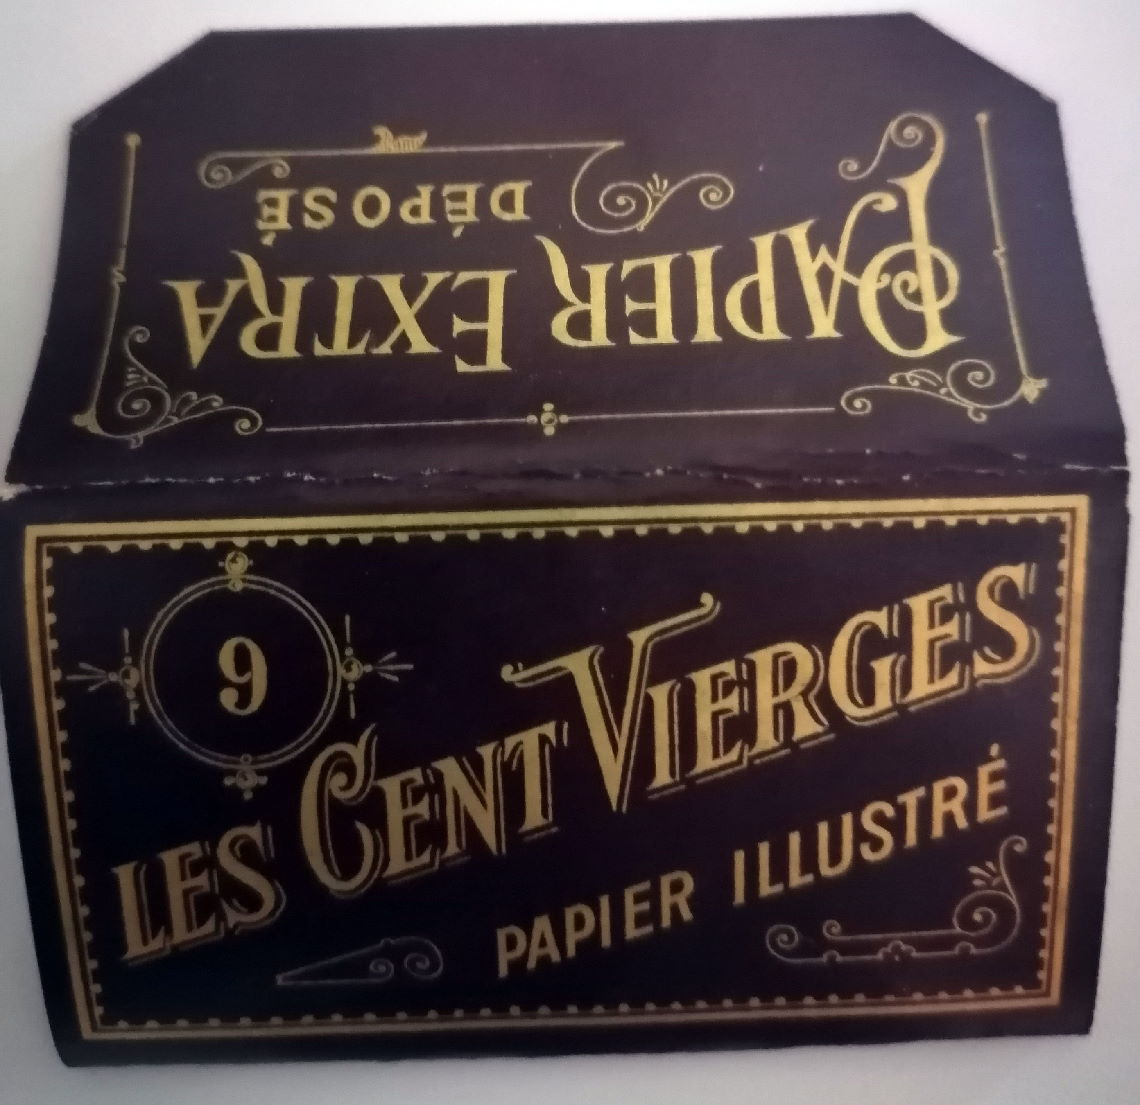 PAPIER EXTRA
DÉPOSÉ
9
LES CENT VIERGES
PAPIER ILLUSTRÉ